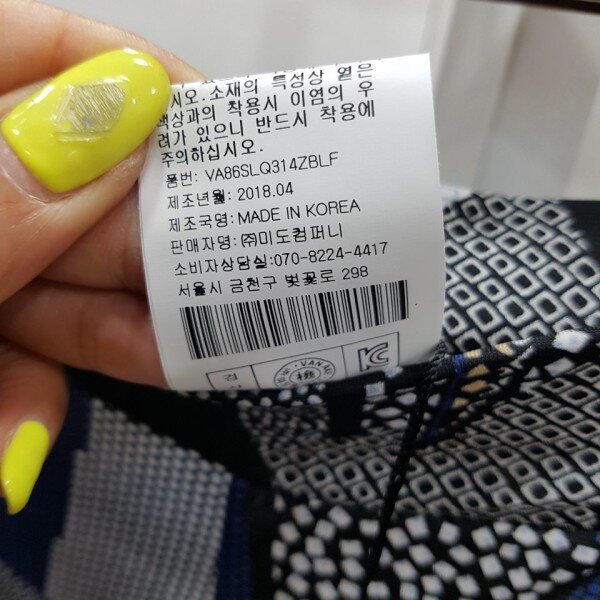 시오.소재의 특성상 옅은
색상과의 착용시 이염의 우
려가 있으니 반드시 착용에
주의하십시오.
품번: VA86SLQ314ZBLF
제조년월: 2018.04
제조국명:MADE IN KOREA
판매자명:㈜미도컴퍼니
소비자상담실:070-8224-4417
서울시 금천구 벚꽃로 298
검